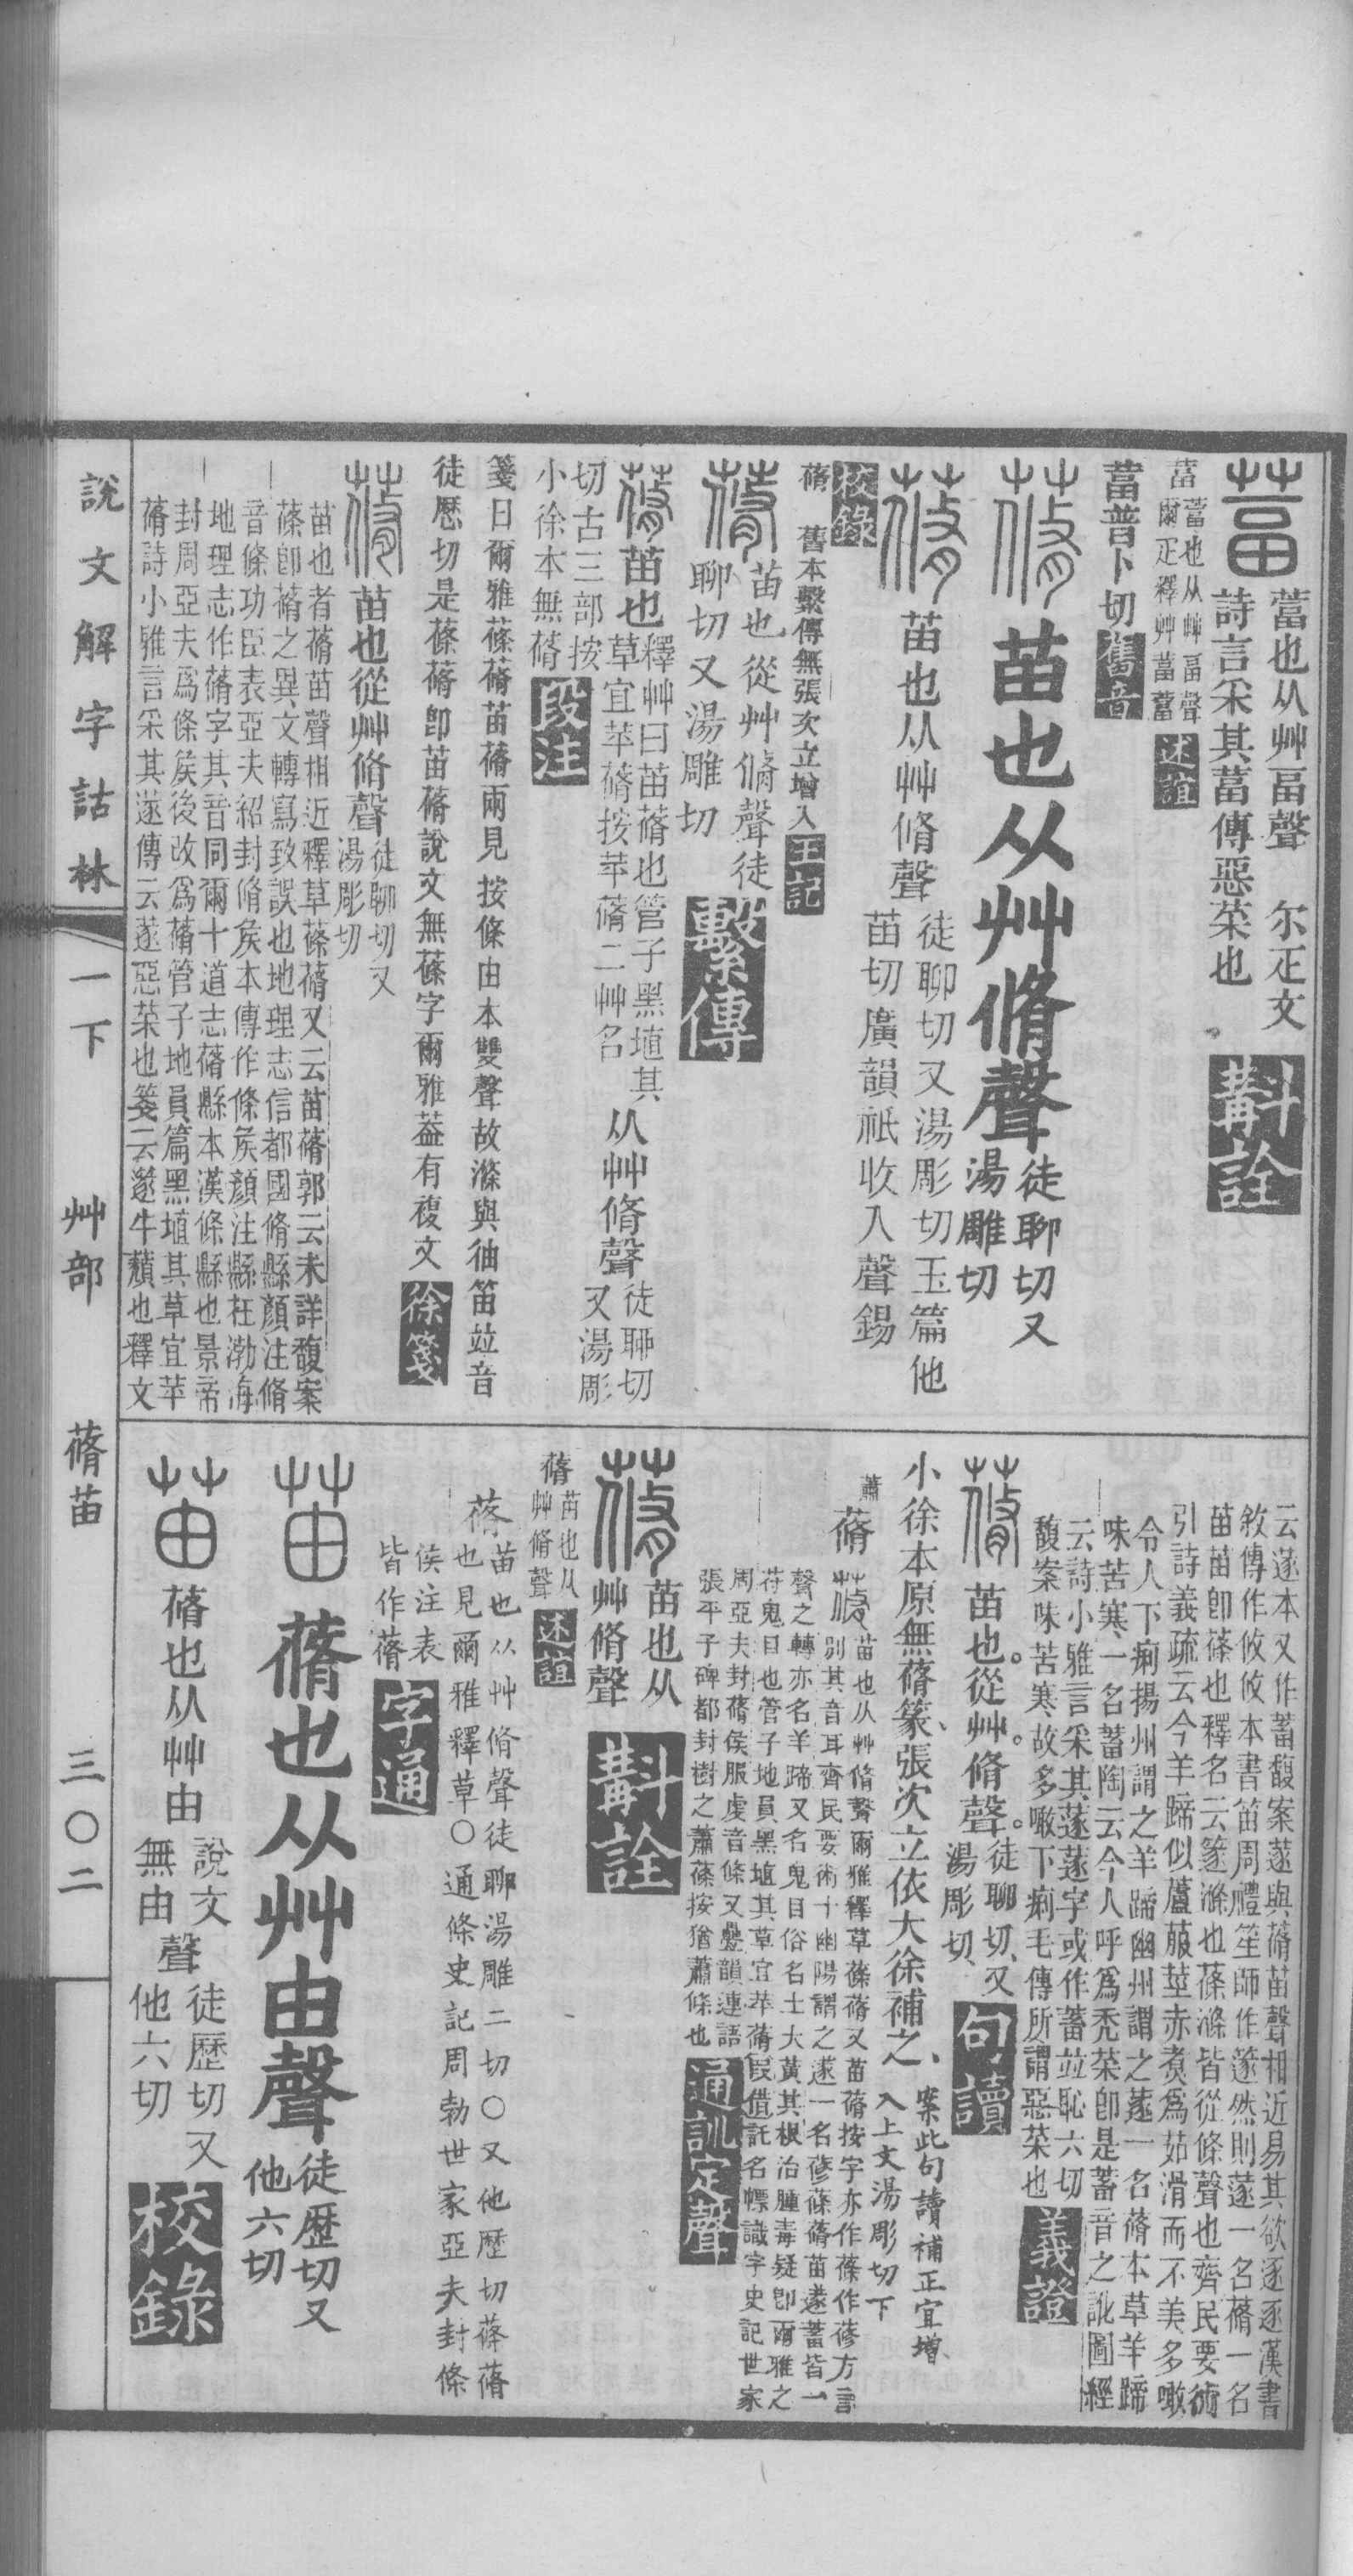 葍也从艸畐聲 尔疋文
詩言采其葍傳惡菜也
斠詮
葍
葍也从艸畐聲
爾疋釋艸葍葍
述誼
葍普卜切
舊音
苗也从艸脩聲
徒聊切又
湯雕切
苗也从艸脩聲
徒聊切又湯彫切玉篇他
苗切廣韻祇收入聲錫
校錄
蓨
舊本繫傳無張次立增入
王記
苗也從艸脩聲徒
聊切又湯雕切
繫傳
苗也
釋艸曰苗蓨也管子黑埴其
草宜苹蓨按苹蓨二艸名
从艸脩聲
徒聊切
又湯彫
切古三部按
小徐本無蓨
段注
箋曰爾雅蓧蓨苗蓨兩見按條由本雙聲故滌與䌷笛竝音
徒歷切是蓧蓨卽苗蓨說文無蓧字爾雅葢有複文
徐箋
苗也從艸脩聲
徒聊切又
湯彫切
苗也者蓨苗聲相近釋草蓧蓨又云苗蓨郭云未詳馥案
蓧卽蓨之異文轉寫致誤也地理志信都國脩縣顏注脩
音條功臣表亞夫紹封脩矦本傳作條矦顏注縣在渤海
地理志作蓨字其音同爾十道志蓨縣本漢條縣也景帝
封周亞夫爲條矦後改爲蓨管子地員篇黑埴其草宜苹
蓨詩小雅言采其蓫傳云蓫惡菜也箋云蓫牛蘈也釋文
云蓫本又作蓄馥案蓫與蓨苗聲相近易其欲逐逐漢書
敘傳作攸攸本書笛周禮笙師作篴然則蓫一名蓨一名
苗苗卽蓧也釋名云篴滌也蓧滌皆從條聲也齊民要術
引詩義疏云今羊蹄似蘆菔莖赤煑爲茹滑而不美多噉
令人下痢揚州謂之羊蹄幽州謂之蓫一名蓨本草羊蹄
味苦寒一名蓄陶云今人呼爲禿菜卽是蓄音之訛圖經
云詩小雅言采其蓫蓫字或作蓄竝恥六切
馥案味苦寒故多噉下痢毛傳所謂惡菜也
義證
苗也。從艸。脩聲。
徒聊切、又
湯彫切、
句讀
小徐本原無蓨篆、張次立依大徐補之、
案此句讀補正宜增
入上文湯彫切下
蕭
蓨
苗也从艸脩聲爾雅釋草蓧蓨又苗蓨按字亦作蓧作蓚方言
別其音耳齊民要術十幽陽謂之蓫一名蓚蓧蓨苗蓫蓄皆一
聲之轉亦名羊蹄又名鬼目俗名土大黃其根治腫毒疑卽爾雅之
苻鬼目也管子地員黑埴其草宜苹蓨叚借託名幖識字史記世家
周亞夫封蓨侯服虔音條又疊韻連語
張平子碑都封樹之蕭蓧按猶蕭條也
通訓定聲
苗也从
艸脩聲
斠詮
蓨
苗也从
艸脩聲
述誼
蓨
苗也从艸脩聲徒聊湯雕二切○又他歷切蓧蓨
也見爾雅釋草○通條史記周勃世家亞夫封條
侯注表
皆作蓨
字通
蓨也从艸由聲
徒歷切又
他六切
蓨也从艸由
說文
無由
聲
徒歷切又
他六切
校錄
說文解字詁林
一下
艸部
蓨苗
三〇二